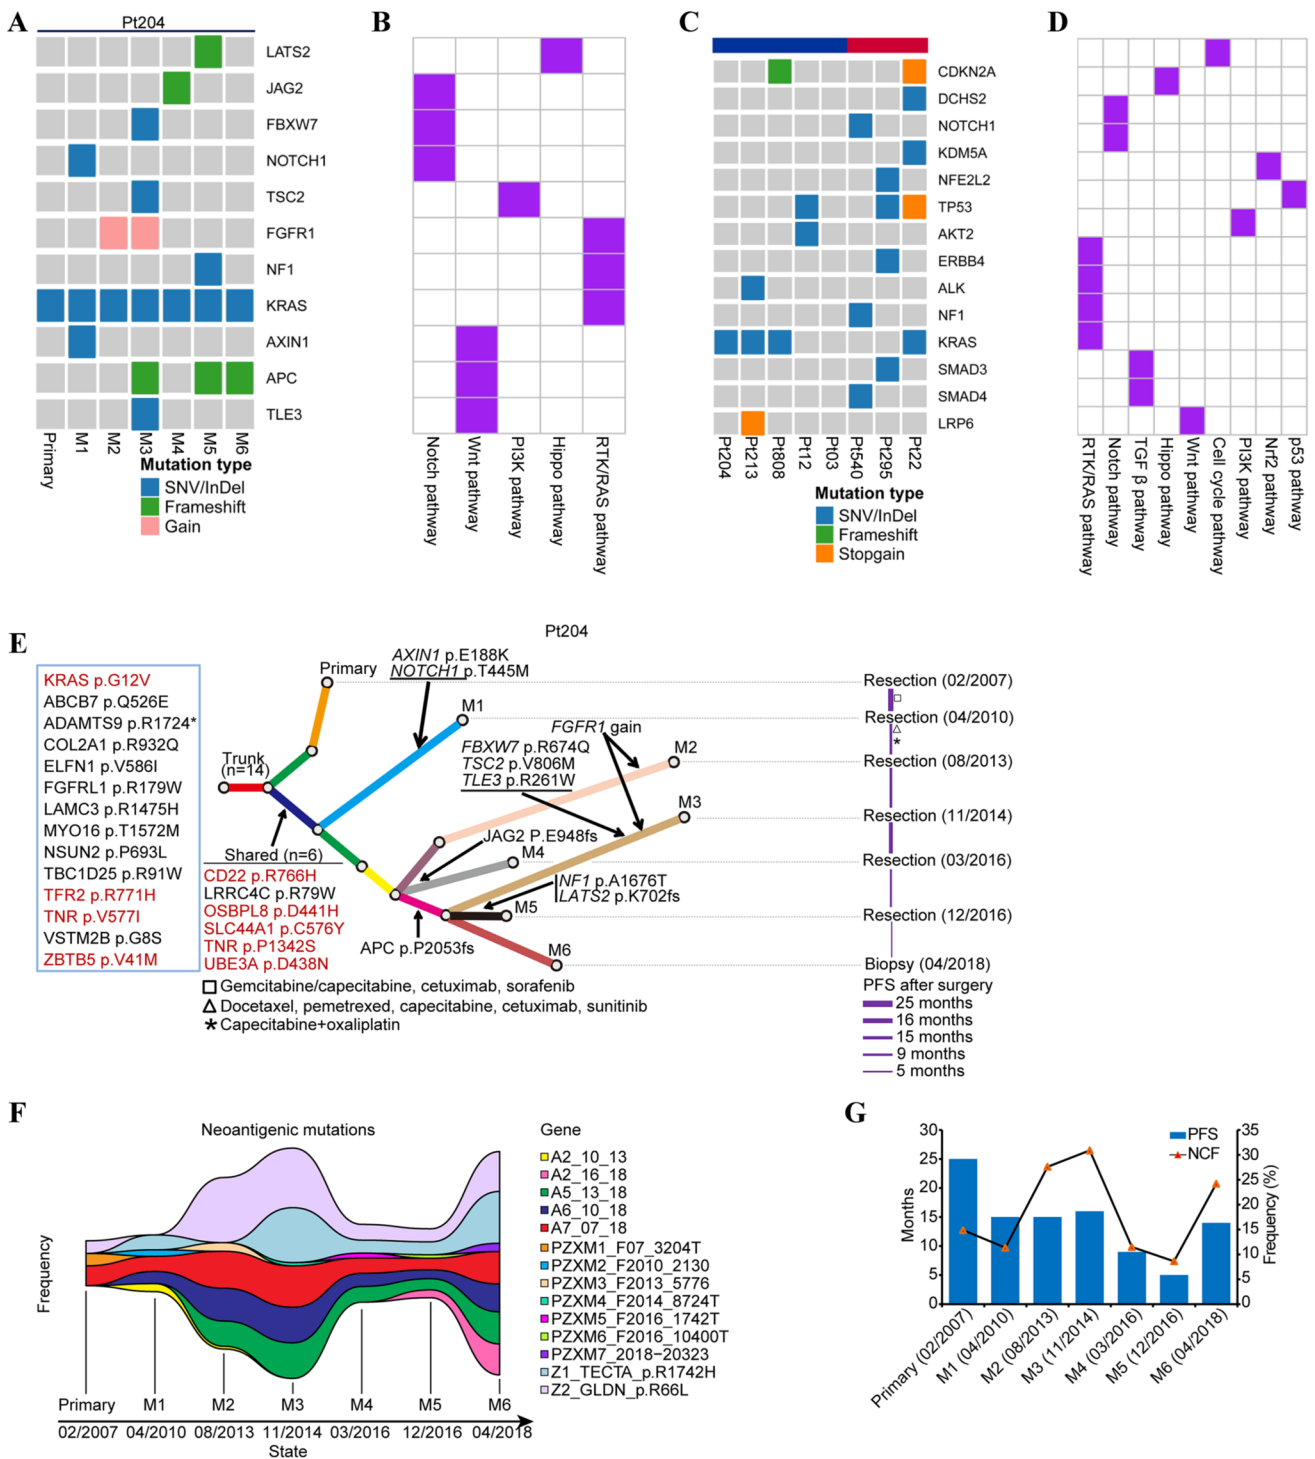 A
Pt204
LATS2
JAG2
FBXW7
NOTCH1
TSC2
FGFR1
NF1
KRAS
AXIN1
APC
TLE3
Primary
M1
M2
M3
M4
M5
M6
Mutation type
SNV/InDel
Frameshift
Gain
B
Notch pathway
Wnt pathway
PI3K pathway
Hippo pathway
RTK/RAS pathway
C
CDKN2A
DCHS2
NOTCH1
KDM5A
NFE2L2
TP53
AKT2
ERBB4
ALK
NF1
KRAS
SMAD3
SMAD4
LRP6
Pt204
Pt213
Pt808
Pt12
Pt03
Pt540
Pt295
Pt22
Mutation type
SNV/InDel
Frameshift
Stopgain
D
RTK/RAS pathway
Notch pathway
TGF β pathway
Hippo pathway
Wnt pathway
Cell cycle pathway
PI3K pathway
Nrf2 pathway
p53 pathway
E
Pt204
KRAS p.G12V
ABCB7 p.Q526E
ADAMTS9 p.R1724*
COL2A1 p.R932Q
ELFN1 p.V586I
FGFRL1 p.R179W
LAMC3 p.R1475H
MYO16 p.T1572M
NSUN2 p.P693L
TBC1D25 p.R91W
TFR2 p.R771H
TNR p.V577I
VSTM2B p.G8S
ZBTB5 p.V41M
Trunk
(n=14)
Shared (n=6)
CD22 p.R766H
LRRC4C p.R79W
OSBPL8 p.D441H
SLC44A1 p.C576Y
TNR p.P1342S
UBE3A p.D438N
Primary
AXIN1 p.E188K
NOTCH1 p.T445M
M1
FGFR1 gain
FBXW7 p.R674Q
TSC2 p.V806M
TLE3 p.R261W
M2
M3
JAG2 P.E948fs
M4
NF1 p.A1676T
LATS2 p.K702fs
M5
APC p.P2053fs
M6
Resection (02/2007)
Resection (04/2010)
*
Resection (08/2013)
Resection (11/2014)
Resection (03/2016)
Resection (12/2016)
Biopsy (04/2018)
PFS after surgery
25 months
16 months
15 months
9 months
5 months
Gemcitabine/capecitabine, cetuximab, sorafenib
Docetaxel, pemetrexed, capecitabine, cetuximab, sunitinib
* Capecitabine+oxaliplatin
F
Neoantigenic mutations
Frequency
Primary M1 M2 M3 M4 M5 M6
02/2007 04/2010 08/2013 11/2014 03/2016 12/2016 04/2018
State
Gene
A2_10_13
A2_16_18
A5_13_18
A6_10_18
A7_07_18
PZXM1_F07_3204T
PZXM2_F2010_2130
PZXM3_F2013_5776
PZXM4_F2014_8724T
PZXM5_F2016_1742T
PZXM6_F2016_10400T
PZXM7_2018-20323
Z1_TECTA_p.R1742H
Z2_GLDN_p.R66L
G
Months
30
25
20
15
10
5
0
PFS
NCF
35
30
25
20
15
10
5
0
Frequency (%)
Primary (02/2007)
M1 (04/2010)
M2 (08/2013)
M3 (11/2014)
M4 (03/2016)
M5 (12/2016)
M6 (04/2018)